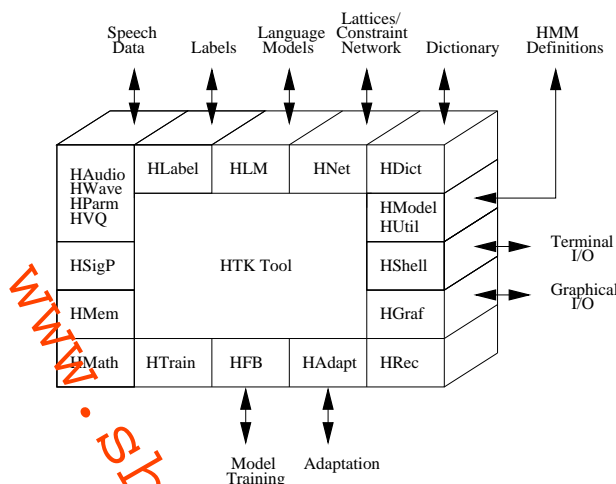 Speech
Data
Labels
Language
Models
Lattices/
Constraint
Network
Dictionary
HMM
Definitions
HAudio
HWave
HParm
HVQ
HLabel
HLM
HNet
HDict
HModel
HUtil
HSigP
HTK Tool
HShell
Terminal
I/O
HMem
HGraf
Graphical
I/O
HMath
HTrain
HFB
HAdapt
HRec
Model
Training
Adaptation
www.sh